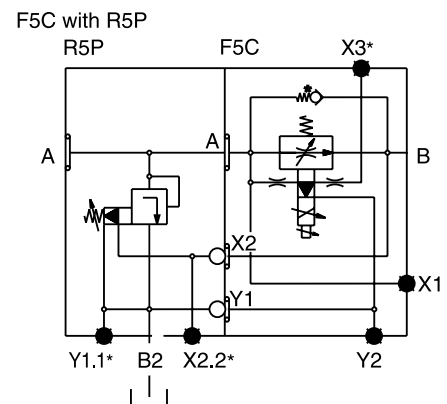 F5C with R5P
R5P F5C X3*
A A B
*
X2
X1
Y1
Y1.1* B2 X2.2* Y2